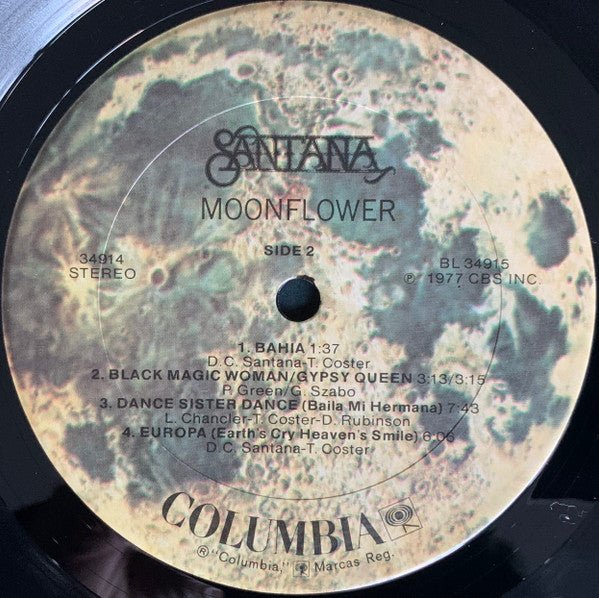 SANTANA
MOONFLOWER
SIDE 2
34914
STEREO
BL 34915
℗ 1977 CBS INC.
1. BAHIA 1:37
D.C. Santana-T. Coster
2. BLACK MAGIC WOMAN/GYPSY QUEEN 3:13/3:15
P. Green/G. Szabo
3. DANCE SISTER DANCE (Baila Mi Hermana) 7:43
L. Chancler-T. Coster-D. Rubinson
4. EUROPA (Earth's Cry Heaven's Smile) 6:06
D.C. Santana-T. Coster
COLUMBIA
® "Columbia," Marcas Reg.